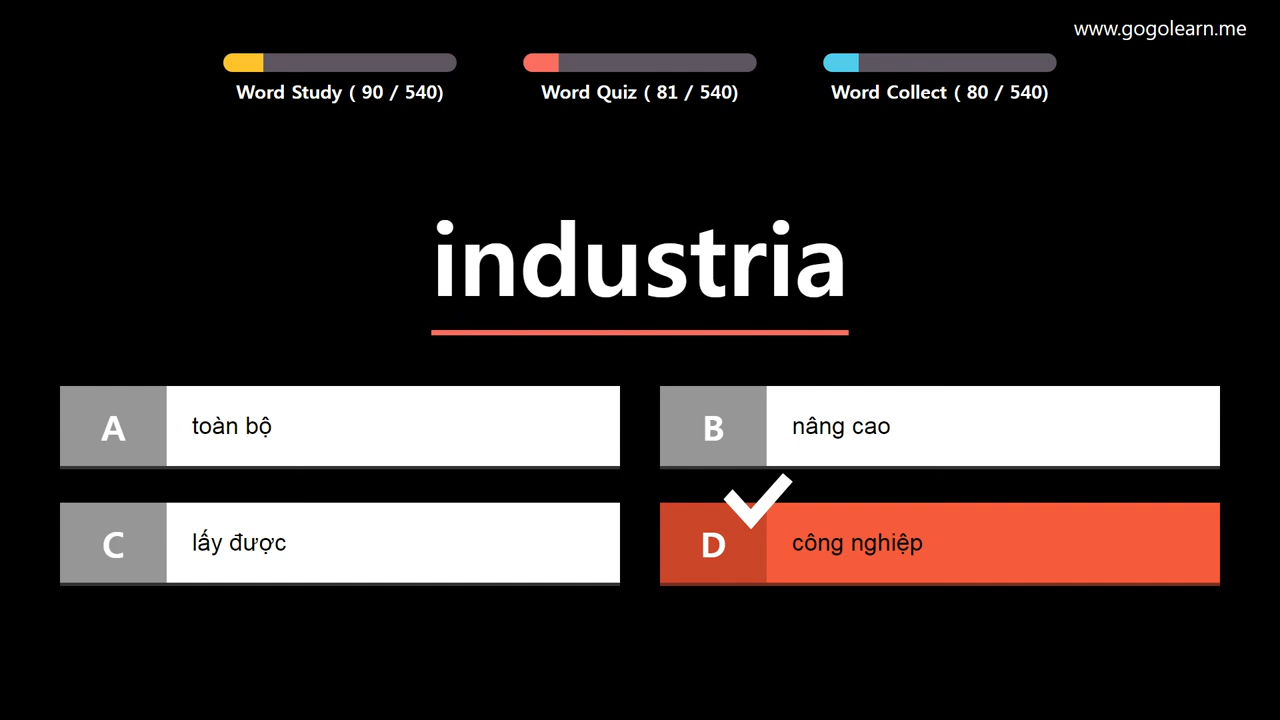 www.gogolearn.me
Word Study ( 90 / 540)
Word Quiz ( 81 / 540)
Word Collect ( 80 / 540)
industria
A
toàn bộ
B
nâng cao
C
lấy được
D
công nghiệp